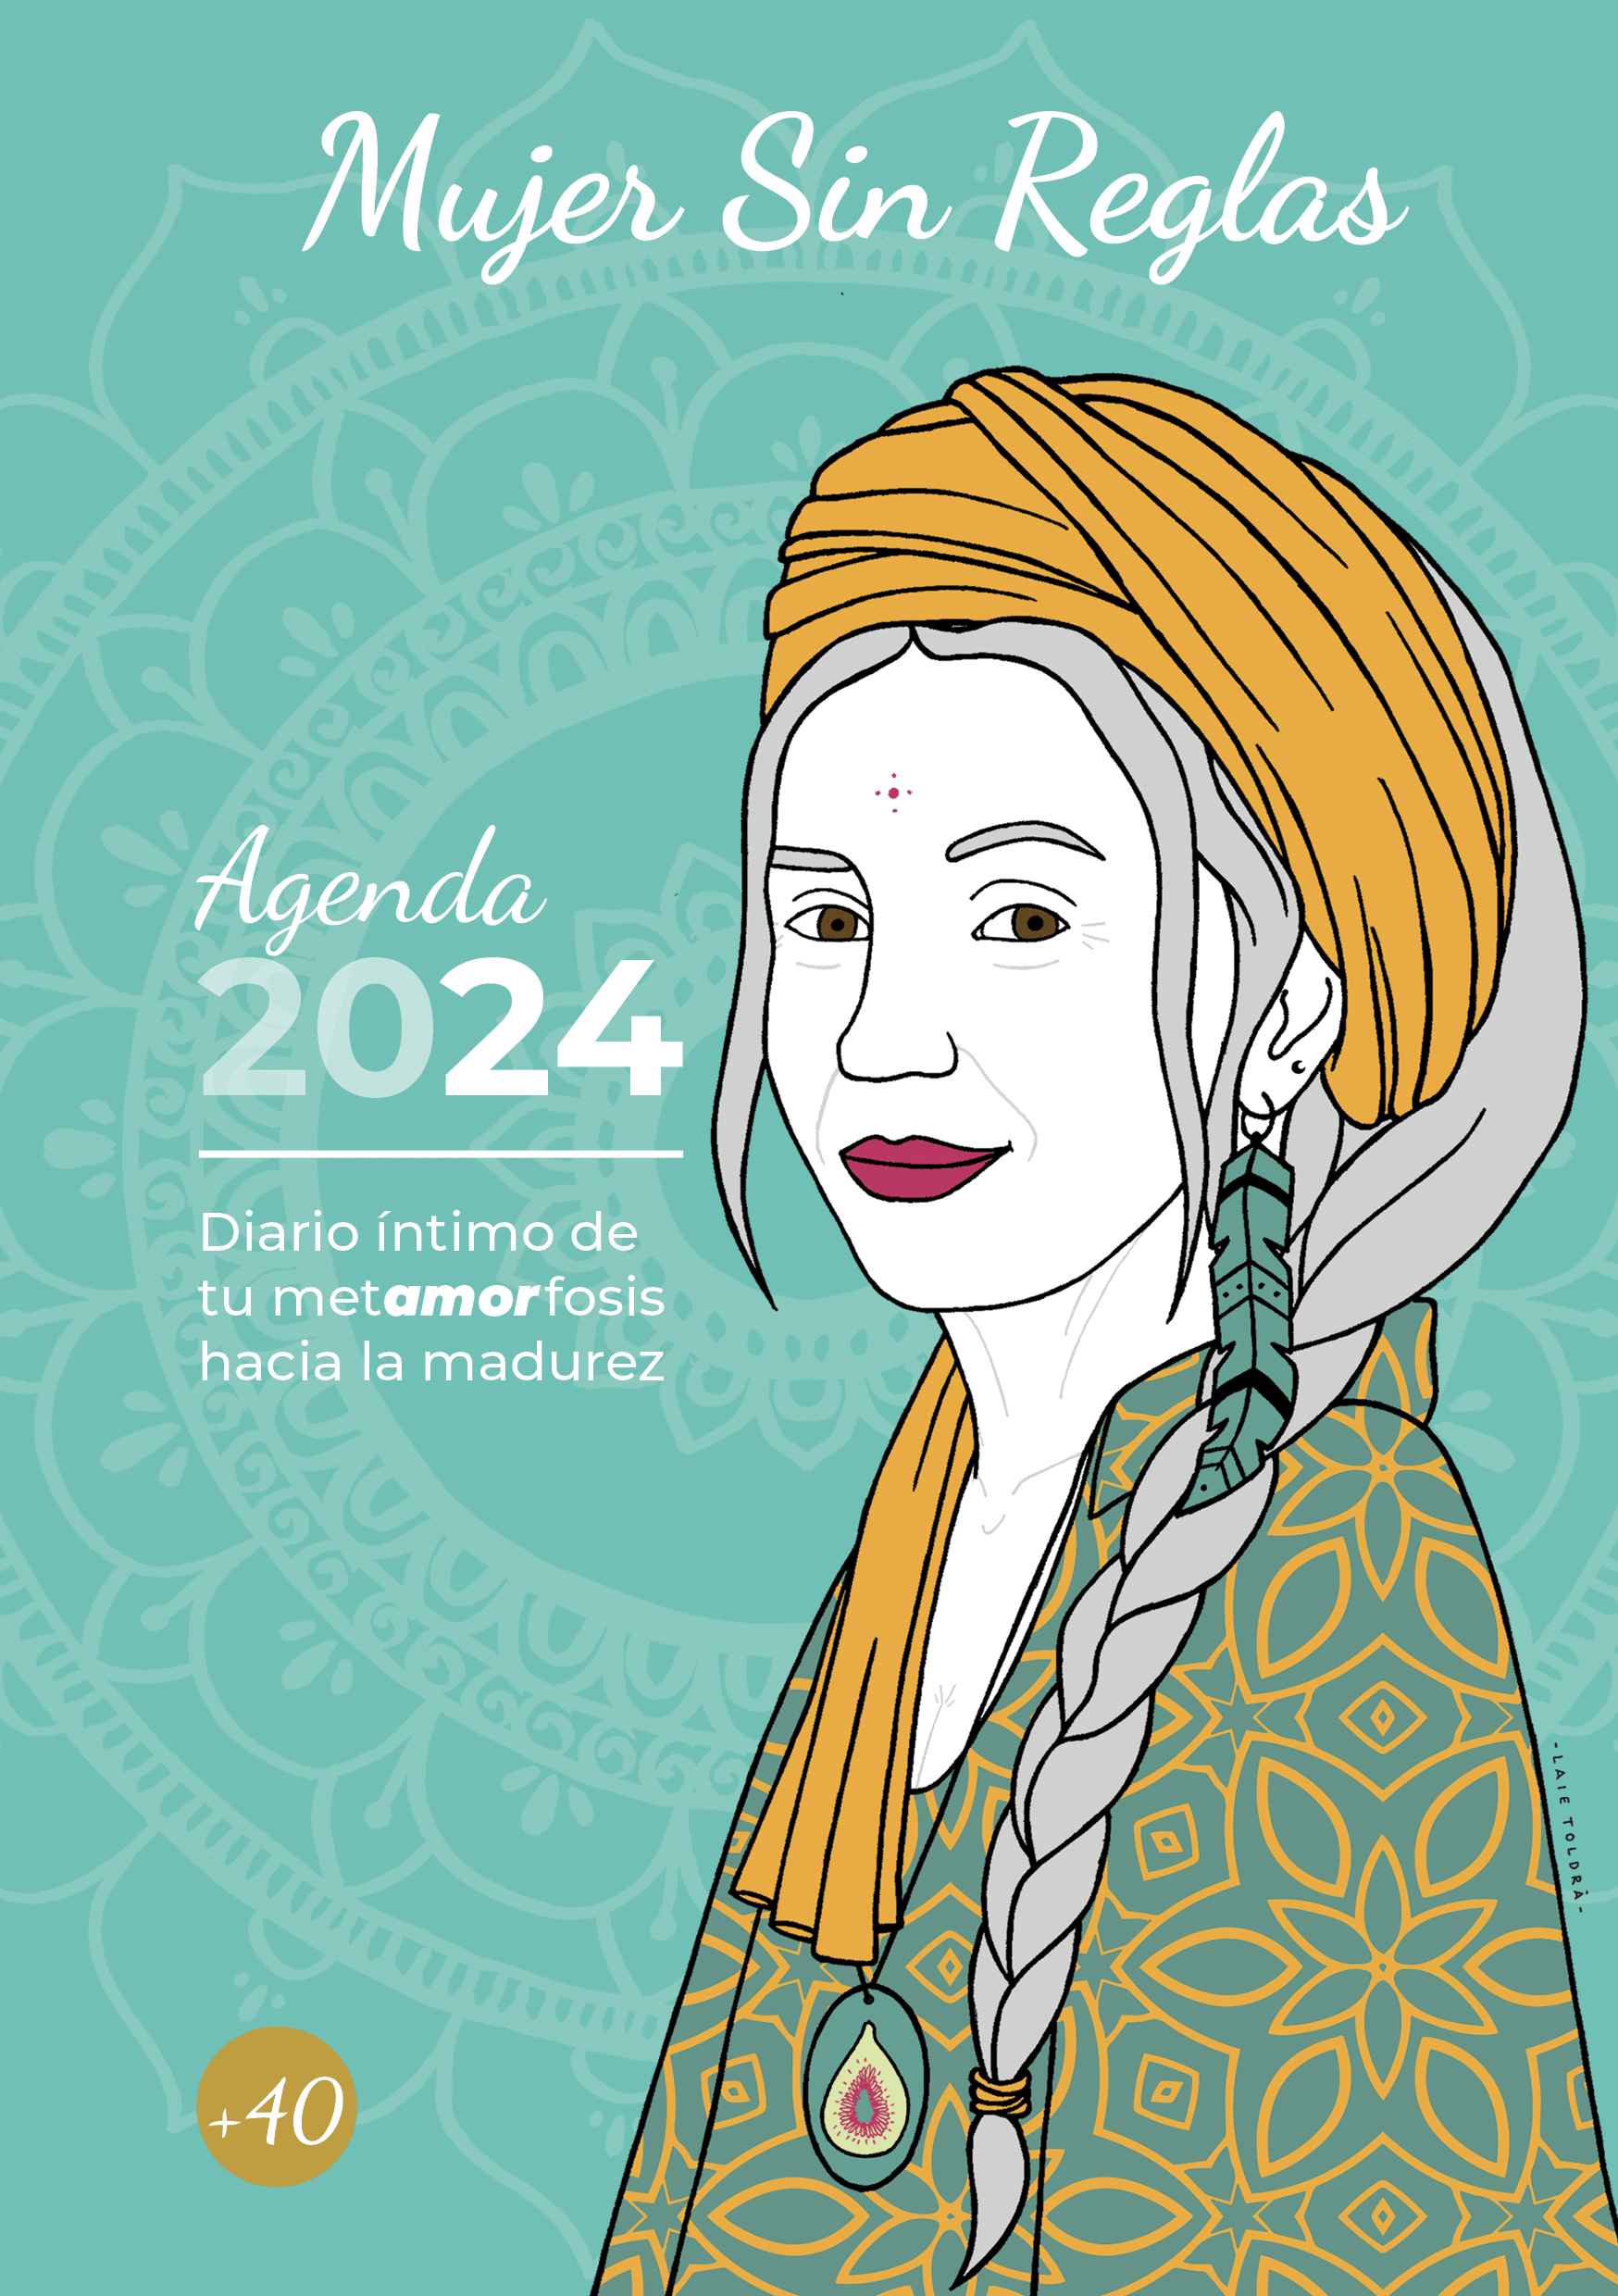 Mujer Sin Reglas
Agenda
2024
Diario íntimo de
tu metamorfosis
hacia la madurez
-LAIE TOLDRÀ-
+40